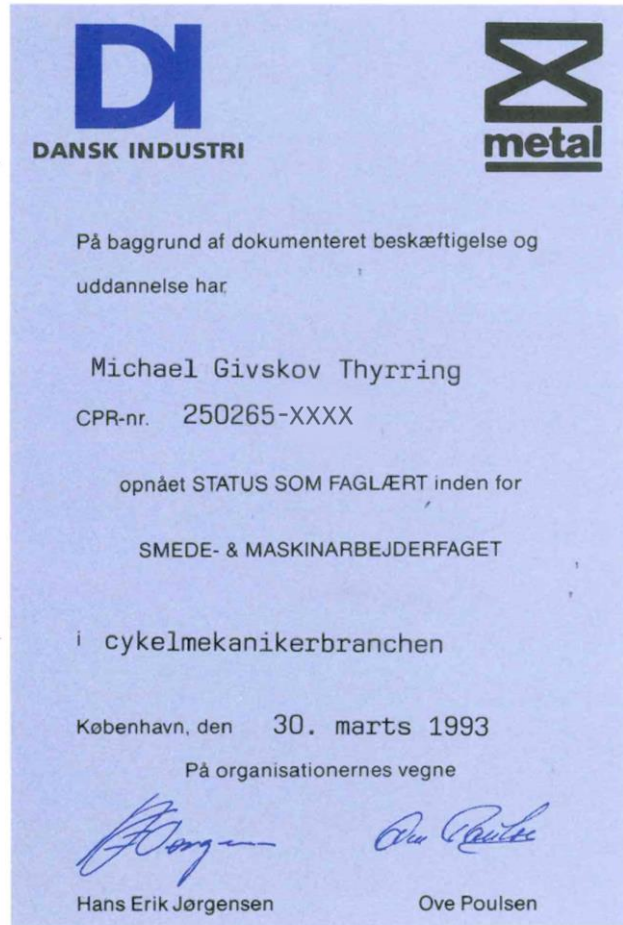 DI
DANSK INDUSTRI
metal
På baggrund af dokumenteret beskæftigelse og
uddannelse har
Michael Givskov Thyrring
CPR-nr. 250265-XXXX
opnået STATUS SOM FAGLÆRT inden for
SMEDE- & MASKINARBEJDERFAGET
i cykelmekanikerbranchen
København, den 30. marts 1993
På organisationernes vegne
Hans Erik Jørgensen Ove Poulsen